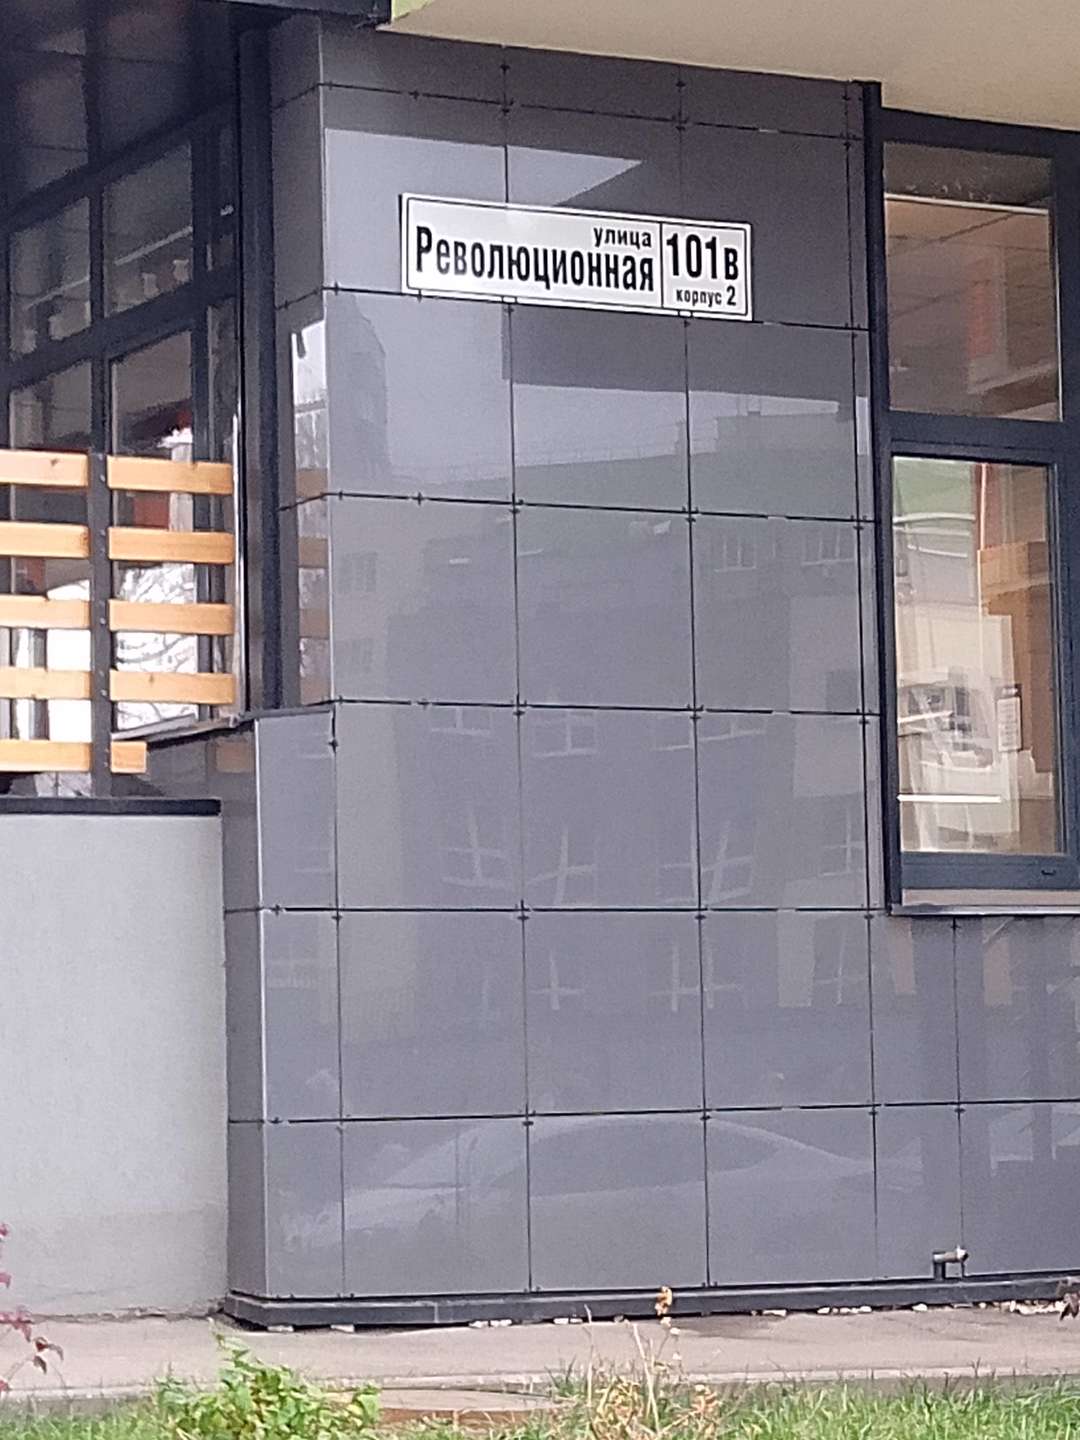 улица
Революционная
101в
корпус 2